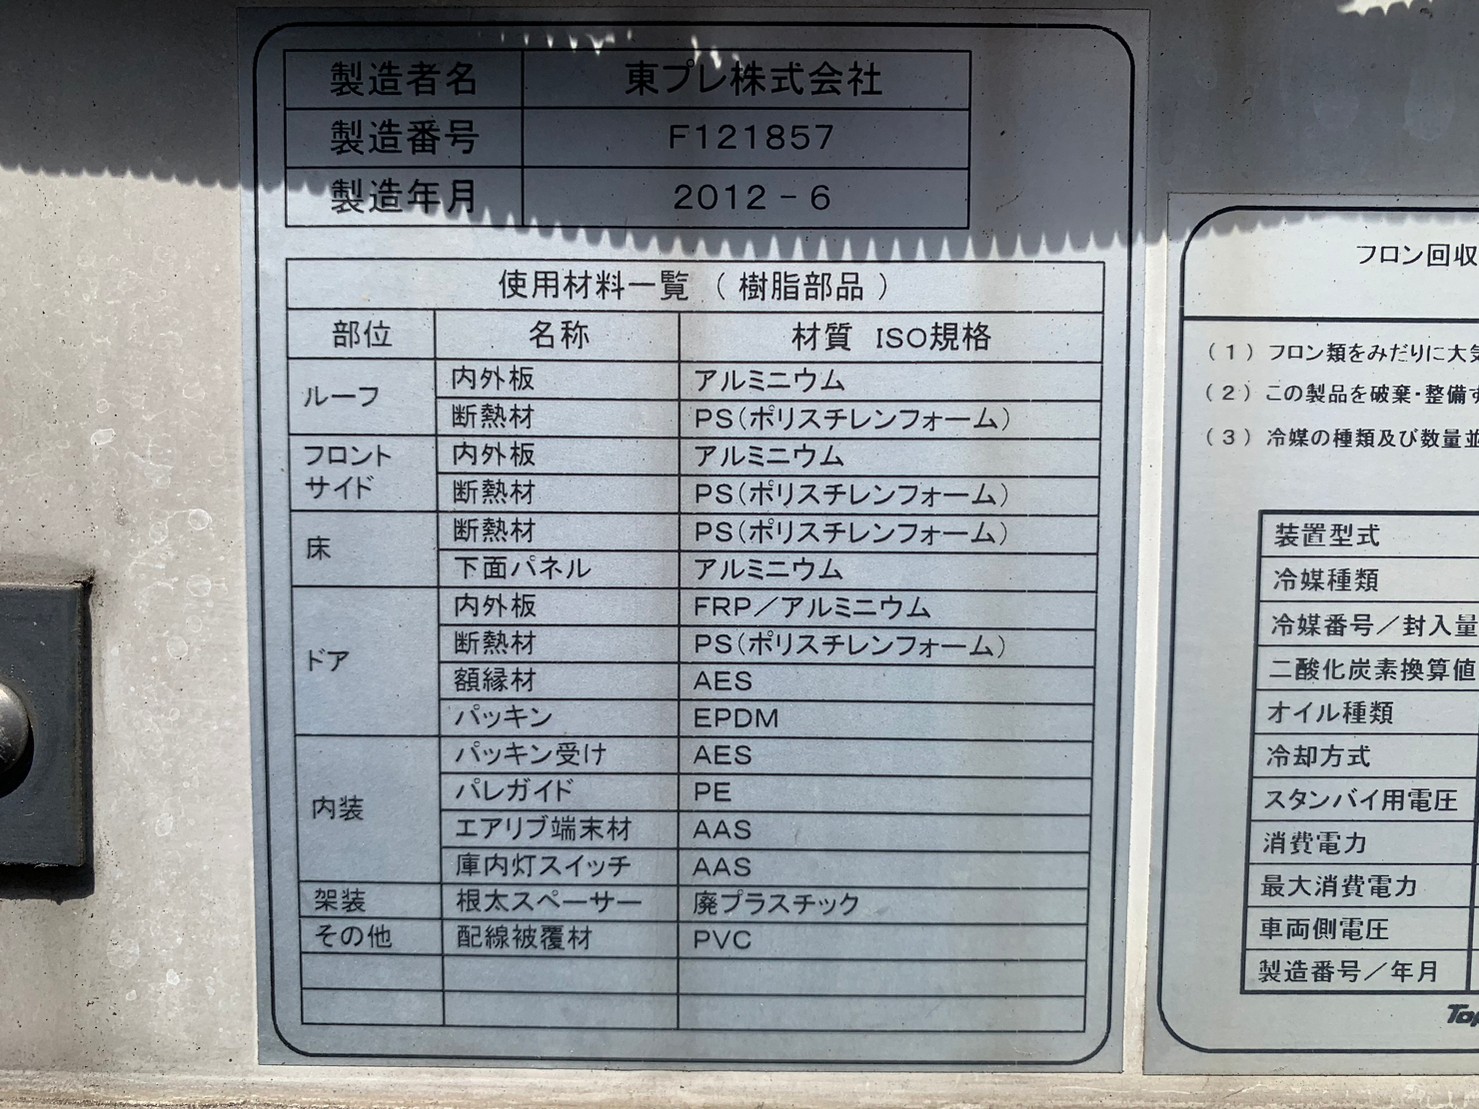 製造者名 東プレ株式会社
製造番号 F121857
製造年月 2012-6
使用材料一覧（樹脂部品）
部位 名称 材質 ISO規格
ルーフ 内外板 アルミニウム
断熱材 PS(ポリスチレンフォーム)
フロント サイド 内外板 アルミニウム
断熱材 PS(ポリスチレンフォーム)
床 断熱材 PS(ポリスチレンフォーム)
下面パネル アルミニウム
ドア 内外板 FRP／アルミニウム
断熱材 PS(ポリスチレンフォーム)
額縁材 AES
パッキン EPDM
内装 パッキン受け AES
パレガイド PE
エアリブ端末材 AAS
庫内灯スイッチ AAS
架装 根太スペーサー 廃プラスチック
その他 配線被覆材 PVC
フロン回収
(1) フロン類をみだりに大気
(2) この製品を破棄・整備す
(3) 冷媒の種類及び数量並
装置型式
冷媒種類
冷媒番号／封入量
二酸化炭素換算値
オイル種類
冷却方式
スタンバイ用電圧
消費電力
最大消費電力
車両側電圧
製造番号／年月